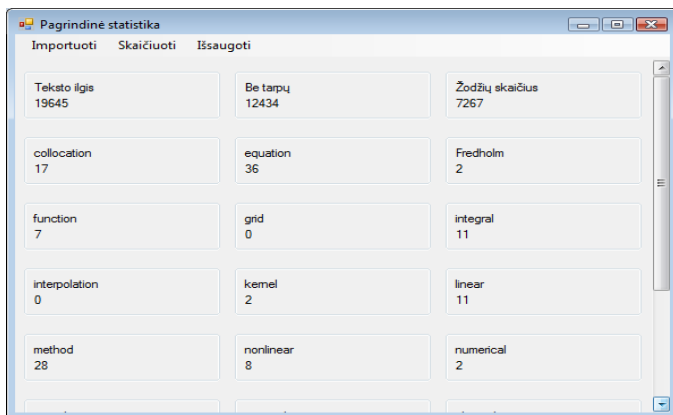 Pagrindinė statistika
Importuoti Skaičiuoti Išsaugoti
Teksto ilgis Be tarpų Žodžių skaičius
19645 12434 7267
collocation equation Fredholm
17 36 2
function grid integral
7 0 11
interpolation kernel linear
0 2 11
method nonlinear numerical
28 8 2